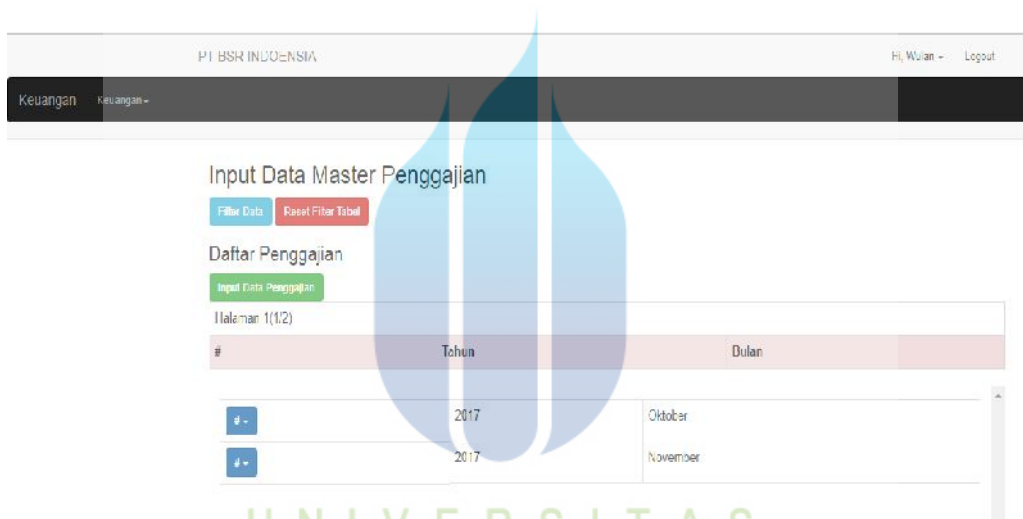 PT BSR INDOENSIA Hi, Wulan Logout
Keuangan Keuangan
Input Data Master Penggajian
Filter Data Reset Filter Tabel
Daftar Penggajian
Input Data Penggajian
Halaman 1(1/2)
# Tahun Bulan
# 2017 Oktober
# 2017 November
UNIVERSITAS